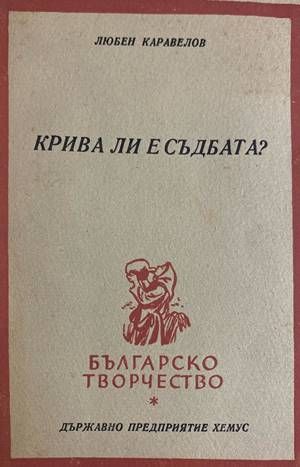 ЛЮБЕН КАРАВЕЛОВ
КРИВА ЛИ Е СЪДБАТА?
БЪЛГАРСКО
ТВОРЧЕСТВО
*
ДЪРЖАВНО ПРЕДПРИЯТИЕ ХЕМУС